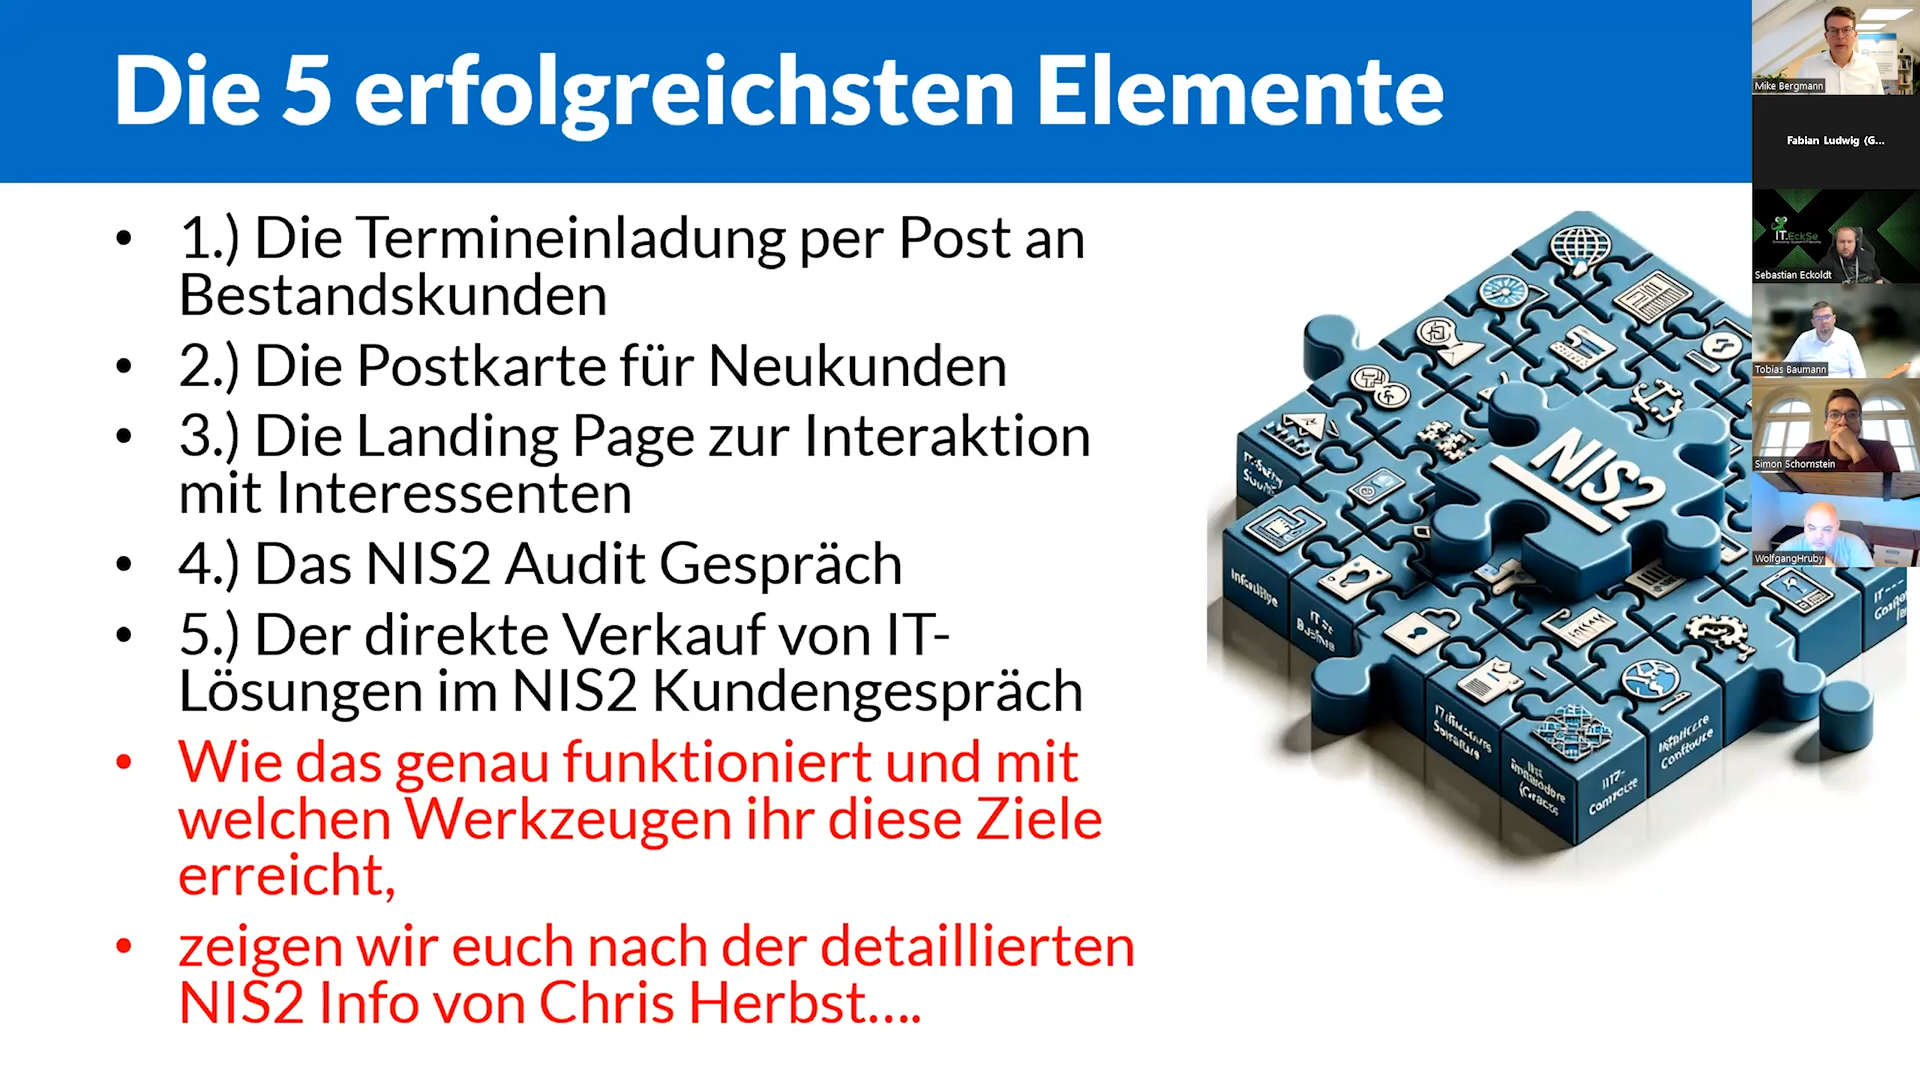 Die 5 erfolgreichsten Elemente
• 1.) Die Termineinladung per Post an
Bestandskunden
• 2.) Die Postkarte für Neukunden
• 3.) Die Landing Page zur Interaktion
mit Interessenten
• 4.) Das NIS2 Audit Gespräch
• 5.) Der direkte Verkauf von IT-
Lösungen im NIS2 Kundengespräch
• Wie das genau funktioniert und mit
welchen Werkzeugen ihr diese Ziele
erreicht,
• zeigen wir euch nach der detaillierten
NIS2 Info von Chris Herbst....
NIS2
Mike Bergmann
Fabian Ludwig (G...
IT.EckSe
Sebastian Eckoldt
Tobias Baumann
Simon Schornstein
WolfgangHruby